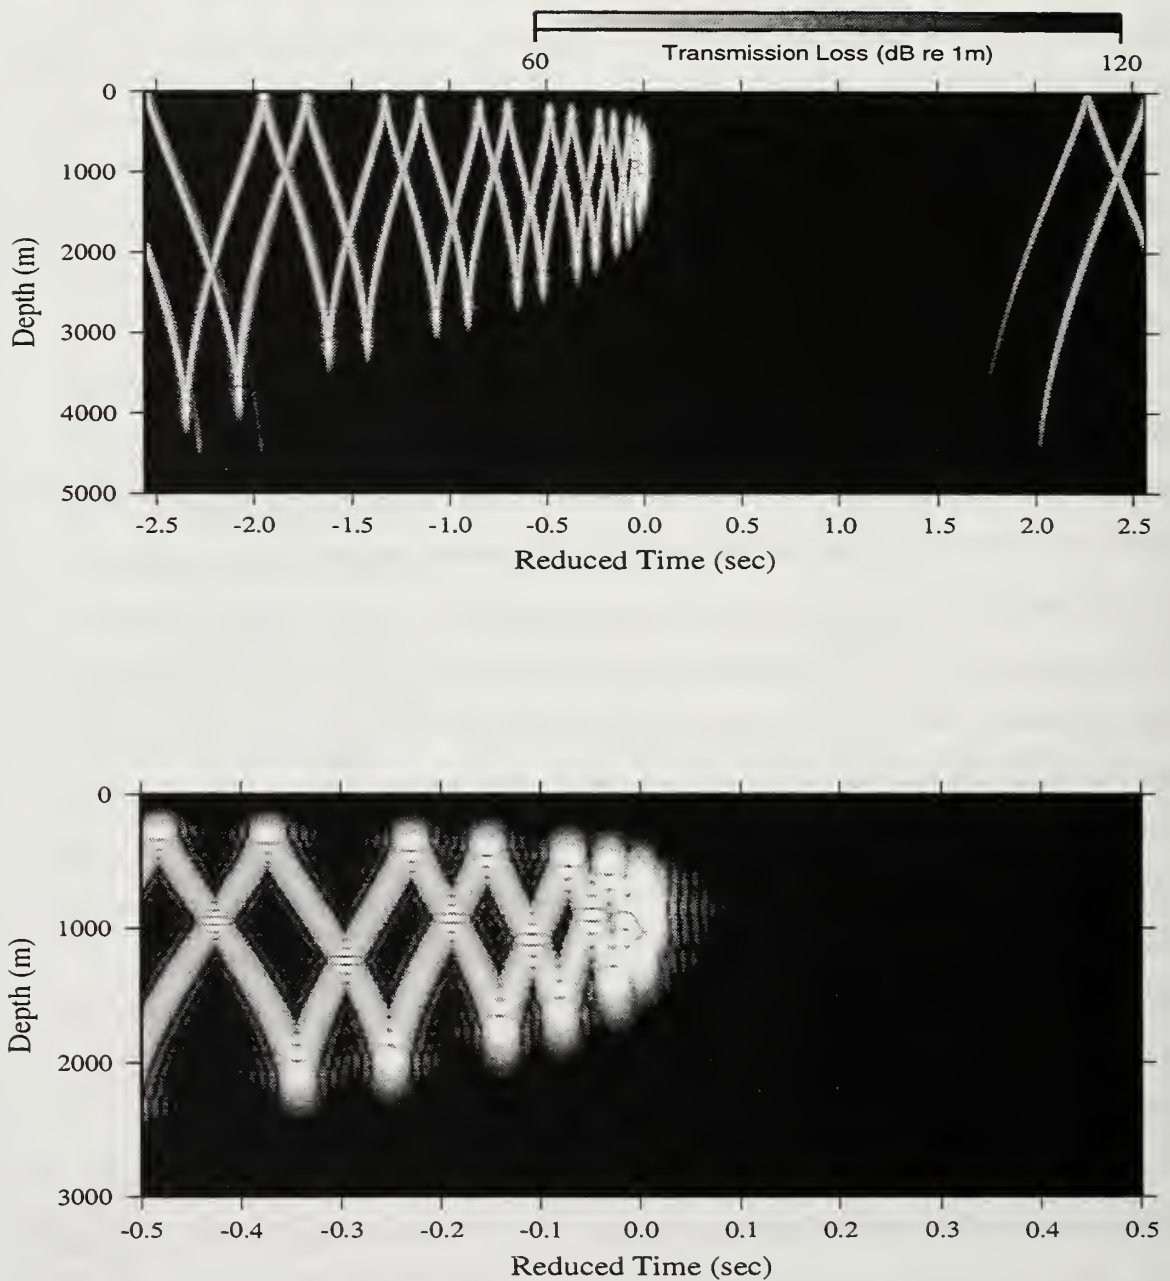 60 Transmission Loss (dB re 1m) 120
0
1000
2000
3000
4000
5000
Depth (m)
-2.5 -2.0 -1.5 -1.0 -0.5 0.0 0.5 1.0 1.5 2.0 2.5
Reduced Time (sec)
0
1000
2000
3000
Depth (m)
-0.5 -0.4 -0.3 -0.2 -0.1 0.0 0.1 0.2 0.3 0.4 0.5
Reduced Time (sec)